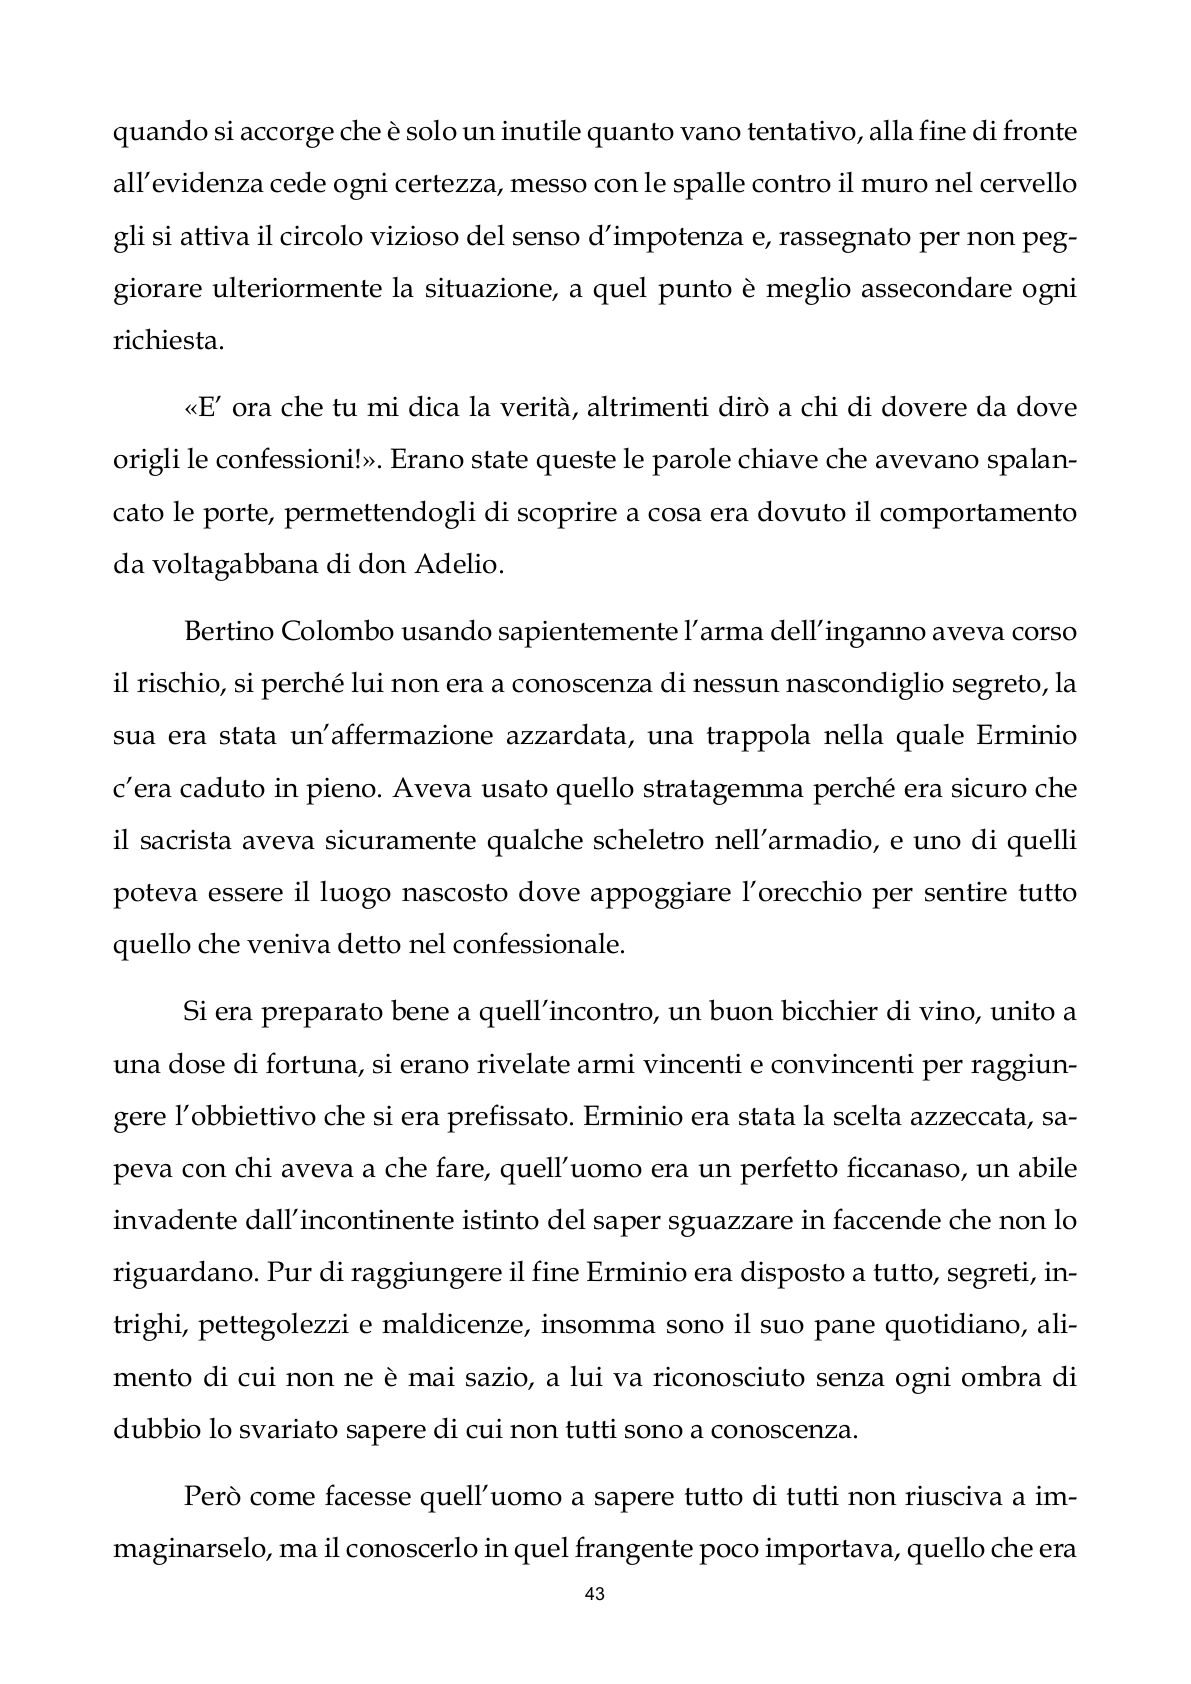 quando si accorge che è solo un inutile quanto vano tentativo, alla fine di fronte
all’evidenza cede ogni certezza, messo con le spalle contro il muro nel cervello
gli si attiva il circolo vizioso del senso d’impotenza e, rassegnato per non peg-
giorare ulteriormente la situazione, a quel punto è meglio assecondare ogni
richiesta.
«E’ ora che tu mi dica la verità, altrimenti dirò a chi di dovere da dove
origli le confessioni!». Erano state queste le parole chiave che avevano spalan-
cato le porte, permettendogli di scoprire a cosa era dovuto il comportamento
da voltagabbana di don Adelio.
Bertino Colombo usando sapientemente l’arma dell’inganno aveva corso
il rischio, si perché lui non era a conoscenza di nessun nascondiglio segreto, la
sua era stata un’affermazione azzardata, una trappola nella quale Erminio
c’era caduto in pieno. Aveva usato quello stratagemma perché era sicuro che
il sacrista aveva sicuramente qualche scheletro nell’armadio, e uno di quelli
poteva essere il luogo nascosto dove appoggiare l’orecchio per sentire tutto
quello che veniva detto nel confessionale.
Si era preparato bene a quell’incontro, un buon bicchier di vino, unito a
una dose di fortuna, si erano rivelate armi vincenti e convincenti per raggiun-
gere l’obbiettivo che si era prefissato. Erminio era stata la scelta azzeccata, sa-
peva con chi aveva a che fare, quell’uomo era un perfetto ficcanaso, un abile
invadente dall’incontinente istinto del saper sguazzare in faccende che non lo
riguardano. Pur di raggiungere il fine Erminio era disposto a tutto, segreti, in-
trighi, pettegolezzi e maldicenze, insomma sono il suo pane quotidiano, ali-
mento di cui non ne è mai sazio, a lui va riconosciuto senza ogni ombra di
dubbio lo svariato sapere di cui non tutti sono a conoscenza.
Però come facesse quell’uomo a sapere tutto di tutti non riusciva a im-
maginarselo, ma il conoscerlo in quel frangente poco importava, quello che era
43